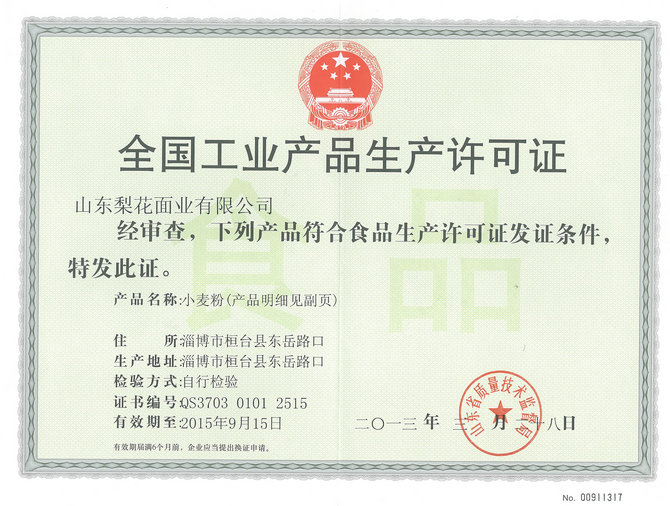 全国工业产品生产许可证
食品
山东梨花面业有限公司
经审查，下列产品符合食品生产许可证发证条件，
特发此证。
产品名称:小麦粉(产品明细见副页)
住 所:淄博市桓台县东岳路口
生产地址:淄博市桓台县东岳路口
检验方式:自行检验
证书编号:QS3703 0101 2515
有效期至:2015年9月15日
山东省质量技术监督局
二〇一三 年 三 月 二十八日
有效期届满6个月前，企业应当提出换证申请。
No. 00911317